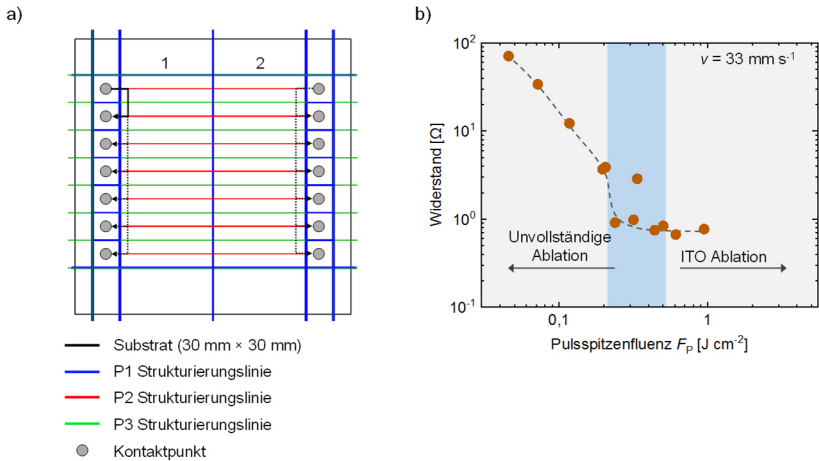 a)
1 2
Substrat (30 mm × 30 mm)
P1 Strukturierungslinie
P2 Strukturierungslinie
P3 Strukturierungslinie
Kontaktpunkt
b)
v = 33 mm s⁻¹
10²
10¹
10⁰
10⁻¹
Widerstand [Ω]
Unvollständige
Ablation
ITO Ablation
0,1 1
Pulsspitzenfluenz Fₚ [J cm⁻²]